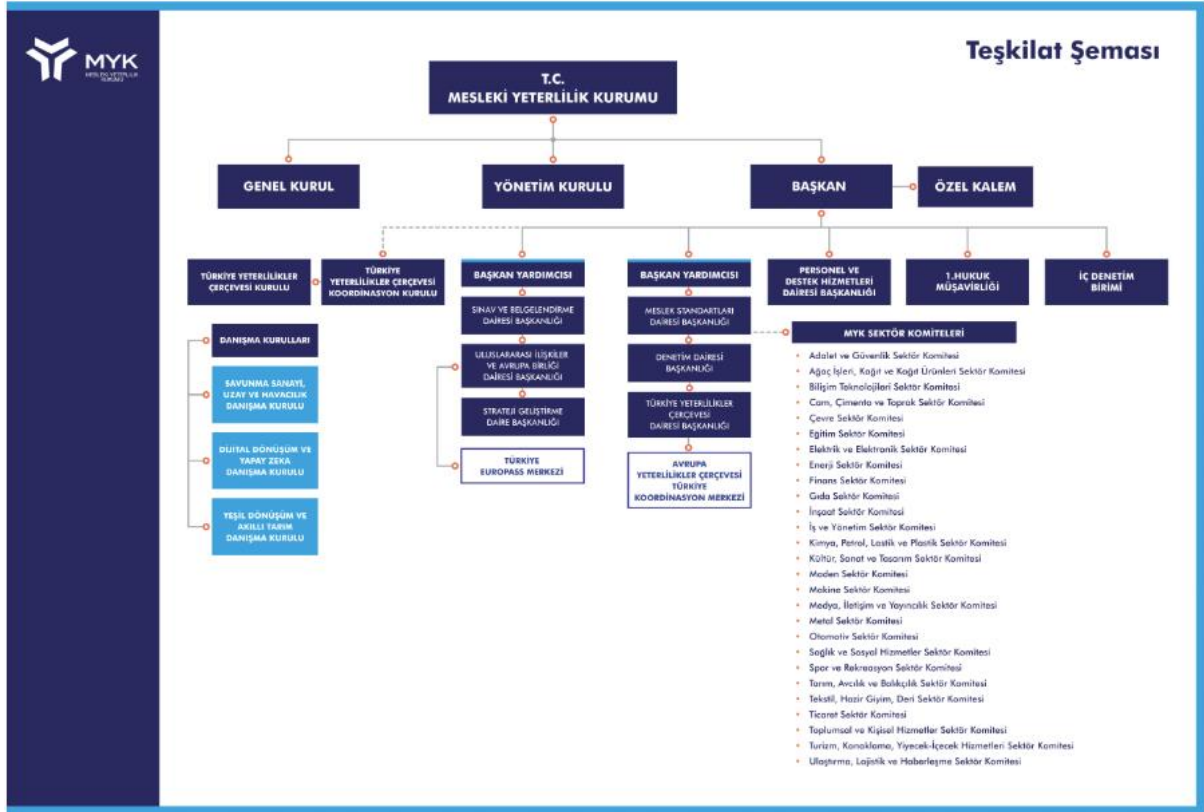 MYK
MESLEKİ YETERLİLİK
KURUMU
Teşkilat Şeması
T.C.
MESLEKİ YETERLİLİK KURUMU
GENEL KURUL
YÖNETİM KURULU
BAŞKAN
ÖZEL KALEM
TÜRKİYE YETERLİLİKLER
ÇERÇEVESİ KURULU
TÜRKİYE
YETERLİLİKLER ÇERÇEVESİ
KOORDİNASYON KURULU
BAŞKAN YARDIMCISI
BAŞKAN YARDIMCISI
PERSONEL VE
DESTEK HİZMETLERİ
DAİRESİ BAŞKANLIĞI
1.HUKUK
MÜŞAVİRLİĞİ
İÇ DENETİM
BİRİMİ
DANIŞMA KURULLARI
SAVUNMA SANAYİ,
UZAY VE HAVACILIK
DANIŞMA KURULU
DİJİTAL DÖNÜŞÜM VE
YAPAY ZEKA
DANIŞMA KURULU
YEŞİL DÖNÜŞÜM VE
AKILLI TARIM
DANIŞMA KURULU
SINAV VE BELGELENDİRME
DAİRESİ BAŞKANLIĞI
ULUSLARARASI İLİŞKİLER
VE AVRUPA BİRLİĞİ
DAİRESİ BAŞKANLIĞI
STRATEJİ GELİŞTİRME
DAİRE BAŞKANLIĞI
TÜRKİYE
EUROPASS MERKEZİ
MESLEK STANDARTLARI
DAİRESİ BAŞKANLIĞI
DENETİM DAİRESİ
BAŞKANLIĞI
TÜRKİYE YETERLİLİKLER
ÇERÇEVESİ
DAİRESİ BAŞKANLIĞI
AVRUPA
YETERLİLİKLER ÇERÇEVESİ
TÜRKİYE
KOORDİNASYON MERKEZİ
MYK SEKTÖR KOMİTELERİ
• Adalet ve Güvenlik Sektör Komitesi
• Ağaç İşleri, Kağıt ve Kağıt Ürünleri Sektör Komitesi
• Bilişim Teknolojileri Sektör Komitesi
• Cam, Çimento ve Toprak Sektör Komitesi
• Çevre Sektör Komitesi
• Eğitim Sektör Komitesi
• Elektrik ve Elektronik Sektör Komitesi
• Enerji Sektör Komitesi
• Finans Sektör Komitesi
• Gıda Sektör Komitesi
• İnşaat Sektör Komitesi
• İş ve Yönetim Sektör Komitesi
• Kimya, Petrol, Lastik ve Plastik Sektör Komitesi
• Kültür, Sanat ve Tasarım Sektör Komitesi
• Maden Sektör Komitesi
• Makine Sektör Komitesi
• Medya, İletişim ve Yayıncılık Sektör Komitesi
• Metal Sektör Komitesi
• Otomotiv Sektör Komitesi
• Sağlık ve Sosyal Hizmetler Sektör Komitesi
• Spor ve Rekreasyon Sektör Komitesi
• Tarım, Avcılık ve Balıkçılık Sektör Komitesi
• Tekstil, Hazır Giyim, Deri Sektör Komitesi
• Ticaret Sektör Komitesi
• Toplumsal ve Kişisel Hizmetler Sektör Komitesi
• Turizm, Konaklama, Yiyecek-İçecek Hizmetleri Sektör Komitesi
• Ulaştırma, Lojistik ve Haberleşme Sektör Komitesi